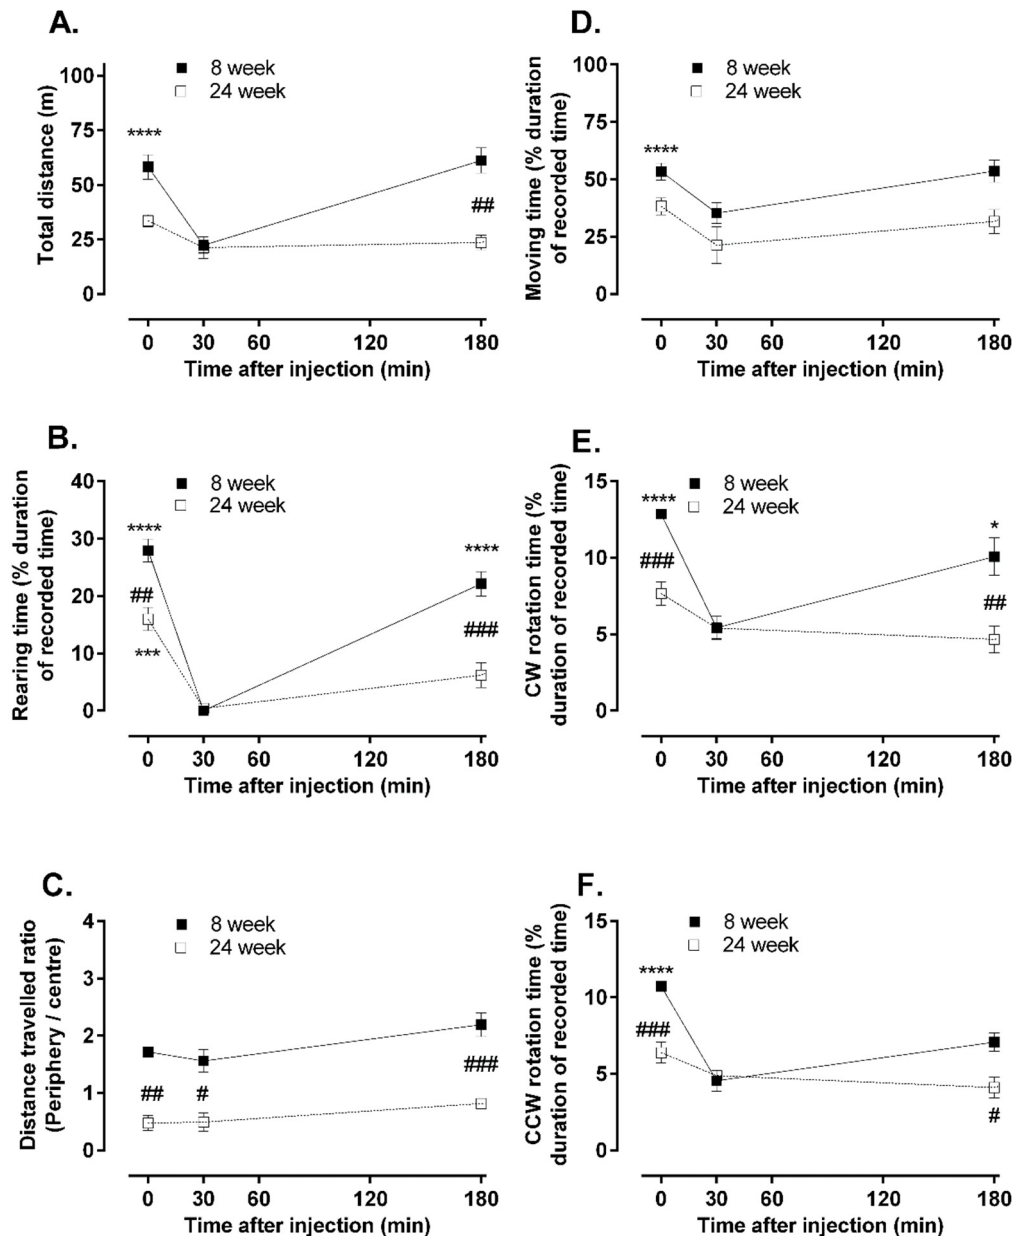 A.
8 week
24 week
Total distance (m)
100
75
50
25
0
****
##
0 30 60 120 180
Time after injection (min)
D.
8 week
24 week
Moving time (% duration
of recorded time)
100
75
50
25
0
****
0 30 60 120 180
Time after injection (min)
B.
8 week
24 week
Rearing time (% duration
of recorded time)
40
30
20
10
0
****
##
***
****
###
0 30 60 120 180
Time after injection (min)
E.
8 week
24 week
CW rotation time (%
duration of recorded time)
15
10
5
0
****
###
*
##
0 30 60 120 180
Time after injection (min)
C.
8 week
24 week
Distance travelled ratio
(Periphery / centre)
4
3
2
1
0
##
#
###
0 30 60 120 180
Time after injection (min)
F.
8 week
24 week
CCW rotation time (%
duration of recorded time)
15
10
5
0
****
###
#
0 30 60 120 180
Time after injection (min)